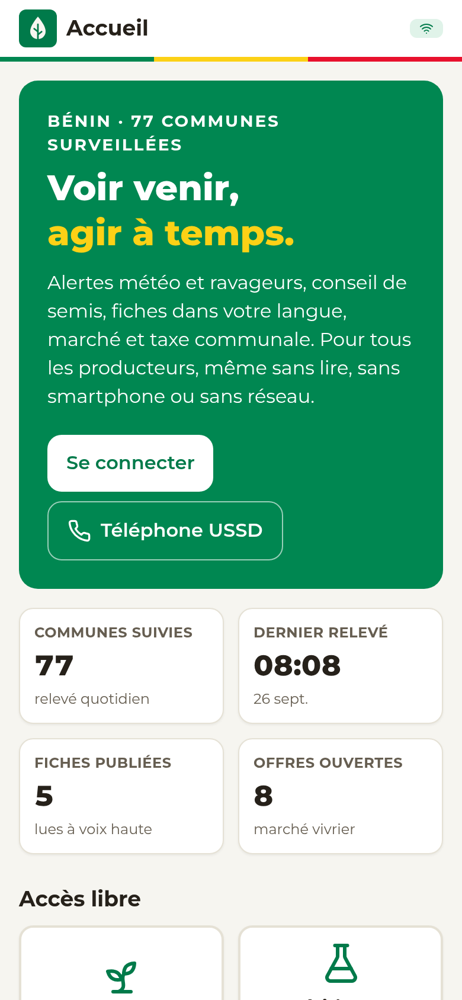 Accueil
BÉNIN · 77 COMMUNES
SURVEILLÉES
Voir venir,
agir à temps.
Alertes météo et ravageurs, conseil de
semis, fiches dans votre langue,
marché et taxe communale. Pour tous
les producteurs, même sans lire, sans
smartphone ou sans réseau.
Se connecter
Téléphone USSD
COMMUNES SUIVIES
77
relevé quotidien
DERNIER RELEVÉ
08:08
26 sept.
FICHES PUBLIÉES
5
lues à voix haute
OFFRES OUVERTES
8
marché vivrier
Accès libre